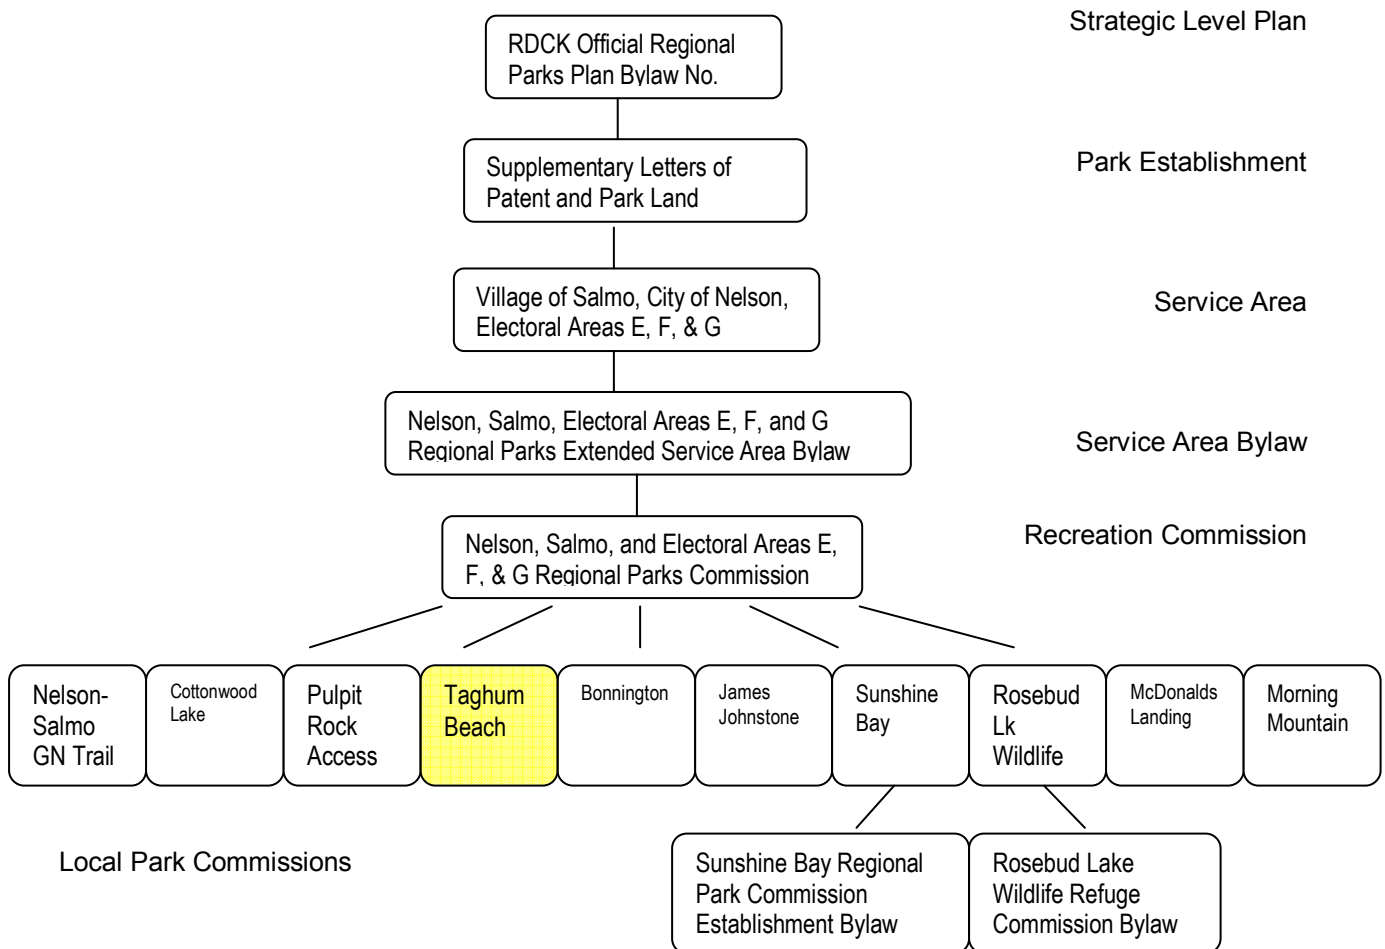 Strategic Level Plan
RDCK Official Regional
Parks Plan Bylaw No.
Park Establishment
Supplementary Letters of
Patent and Park Land
Service Area
Village of Salmo, City of Nelson,
Electoral Areas E, F, & G
Service Area Bylaw
Nelson, Salmo, Electoral Areas E, F, and G
Regional Parks Extended Service Area Bylaw
Recreation Commission
Nelson, Salmo, and Electoral Areas E,
F, & G Regional Parks Commission
Nelson-
Salmo
GN Trail
Cottonwood
Lake
Pulpit
Rock
Access
Taghum
Beach
Bonnington
James
Johnstone
Sunshine
Bay
Rosebud
Lk
Wildlife
McDonalds
Landing
Morning
Mountain
Local Park Commissions
Sunshine Bay Regional
Park Commission
Establishment Bylaw
Rosebud Lake
Wildlife Refuge
Commission Bylaw